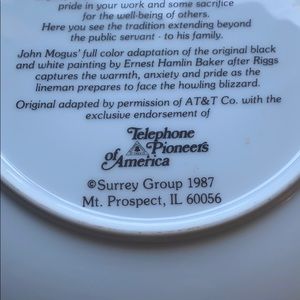 pride in your work and some sacrifice
for the well-being of others.
Here you see the tradition extending beyond
the public servant - to his family.
John Mogus' full color adaptation of the original black
and white painting by Ernest Hamlin Baker after Riggs
captures the warmth, anxiety and pride as the
lineman prepares to face the howling blizzard.
Original adapted by permission of AT&T Co. with the
exclusive endorsement of
Telephone
Pioneers
of
America
©Surrey Group 1987
Mt. Prospect, IL 60056